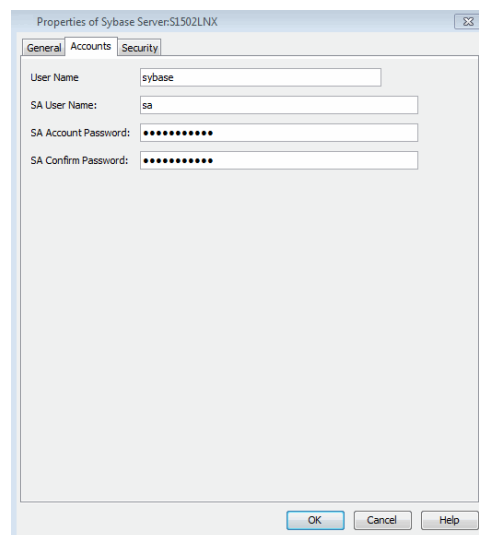 Properties of Sybase Server:S1502LNX
General Accounts Security
User Name sybase
SA User Name: sa
SA Account Password: ●●●●●●●●●●●
SA Confirm Password: ●●●●●●●●●●●
OK Cancel Help